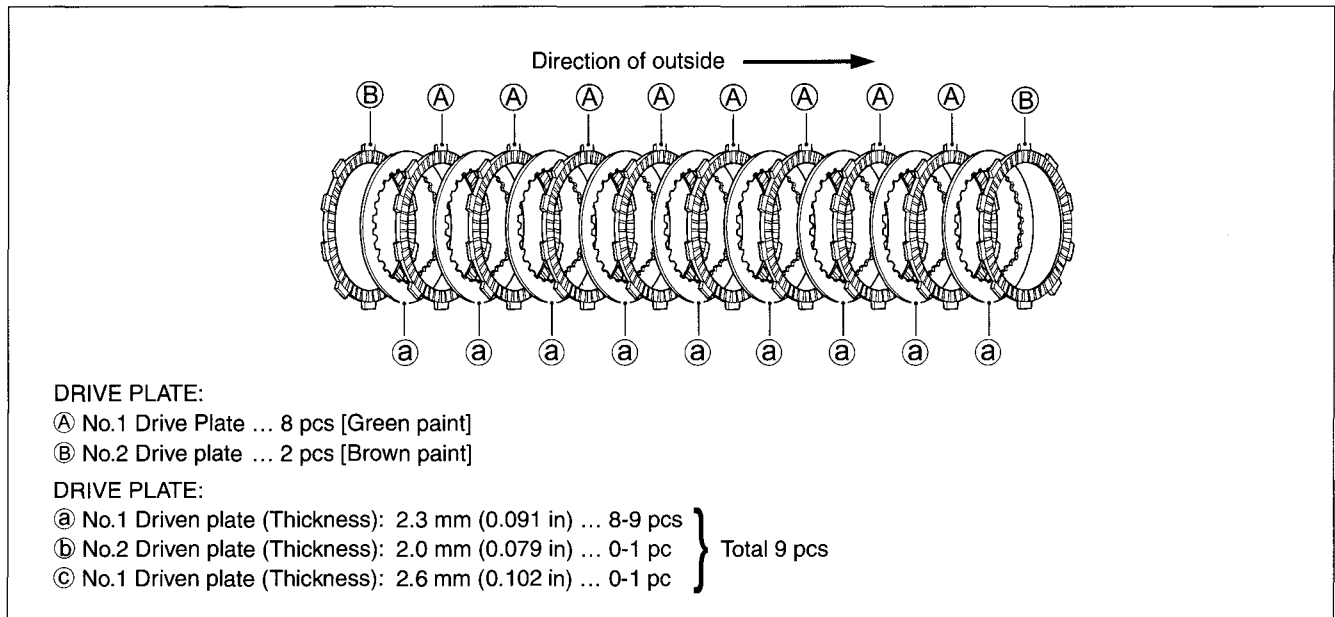 Direction of outside
Ⓑ Ⓐ Ⓐ Ⓐ Ⓐ Ⓐ Ⓐ Ⓐ Ⓐ Ⓑ
ⓐ ⓐ ⓐ ⓐ ⓐ ⓐ ⓐ ⓐ ⓐ
DRIVE PLATE:
Ⓐ No.1 Drive Plate ... 8 pcs [Green paint]
Ⓑ No.2 Drive plate ... 2 pcs [Brown paint]
DRIVE PLATE:
ⓐ No.1 Driven plate (Thickness): 2.3 mm (0.091 in) ... 8-9 pcs
ⓑ No.2 Driven plate (Thickness): 2.0 mm (0.079 in) ... 0-1 pc
Total 9 pcs
ⓒ No.1 Driven plate (Thickness): 2.6 mm (0.102 in) ... 0-1 pc